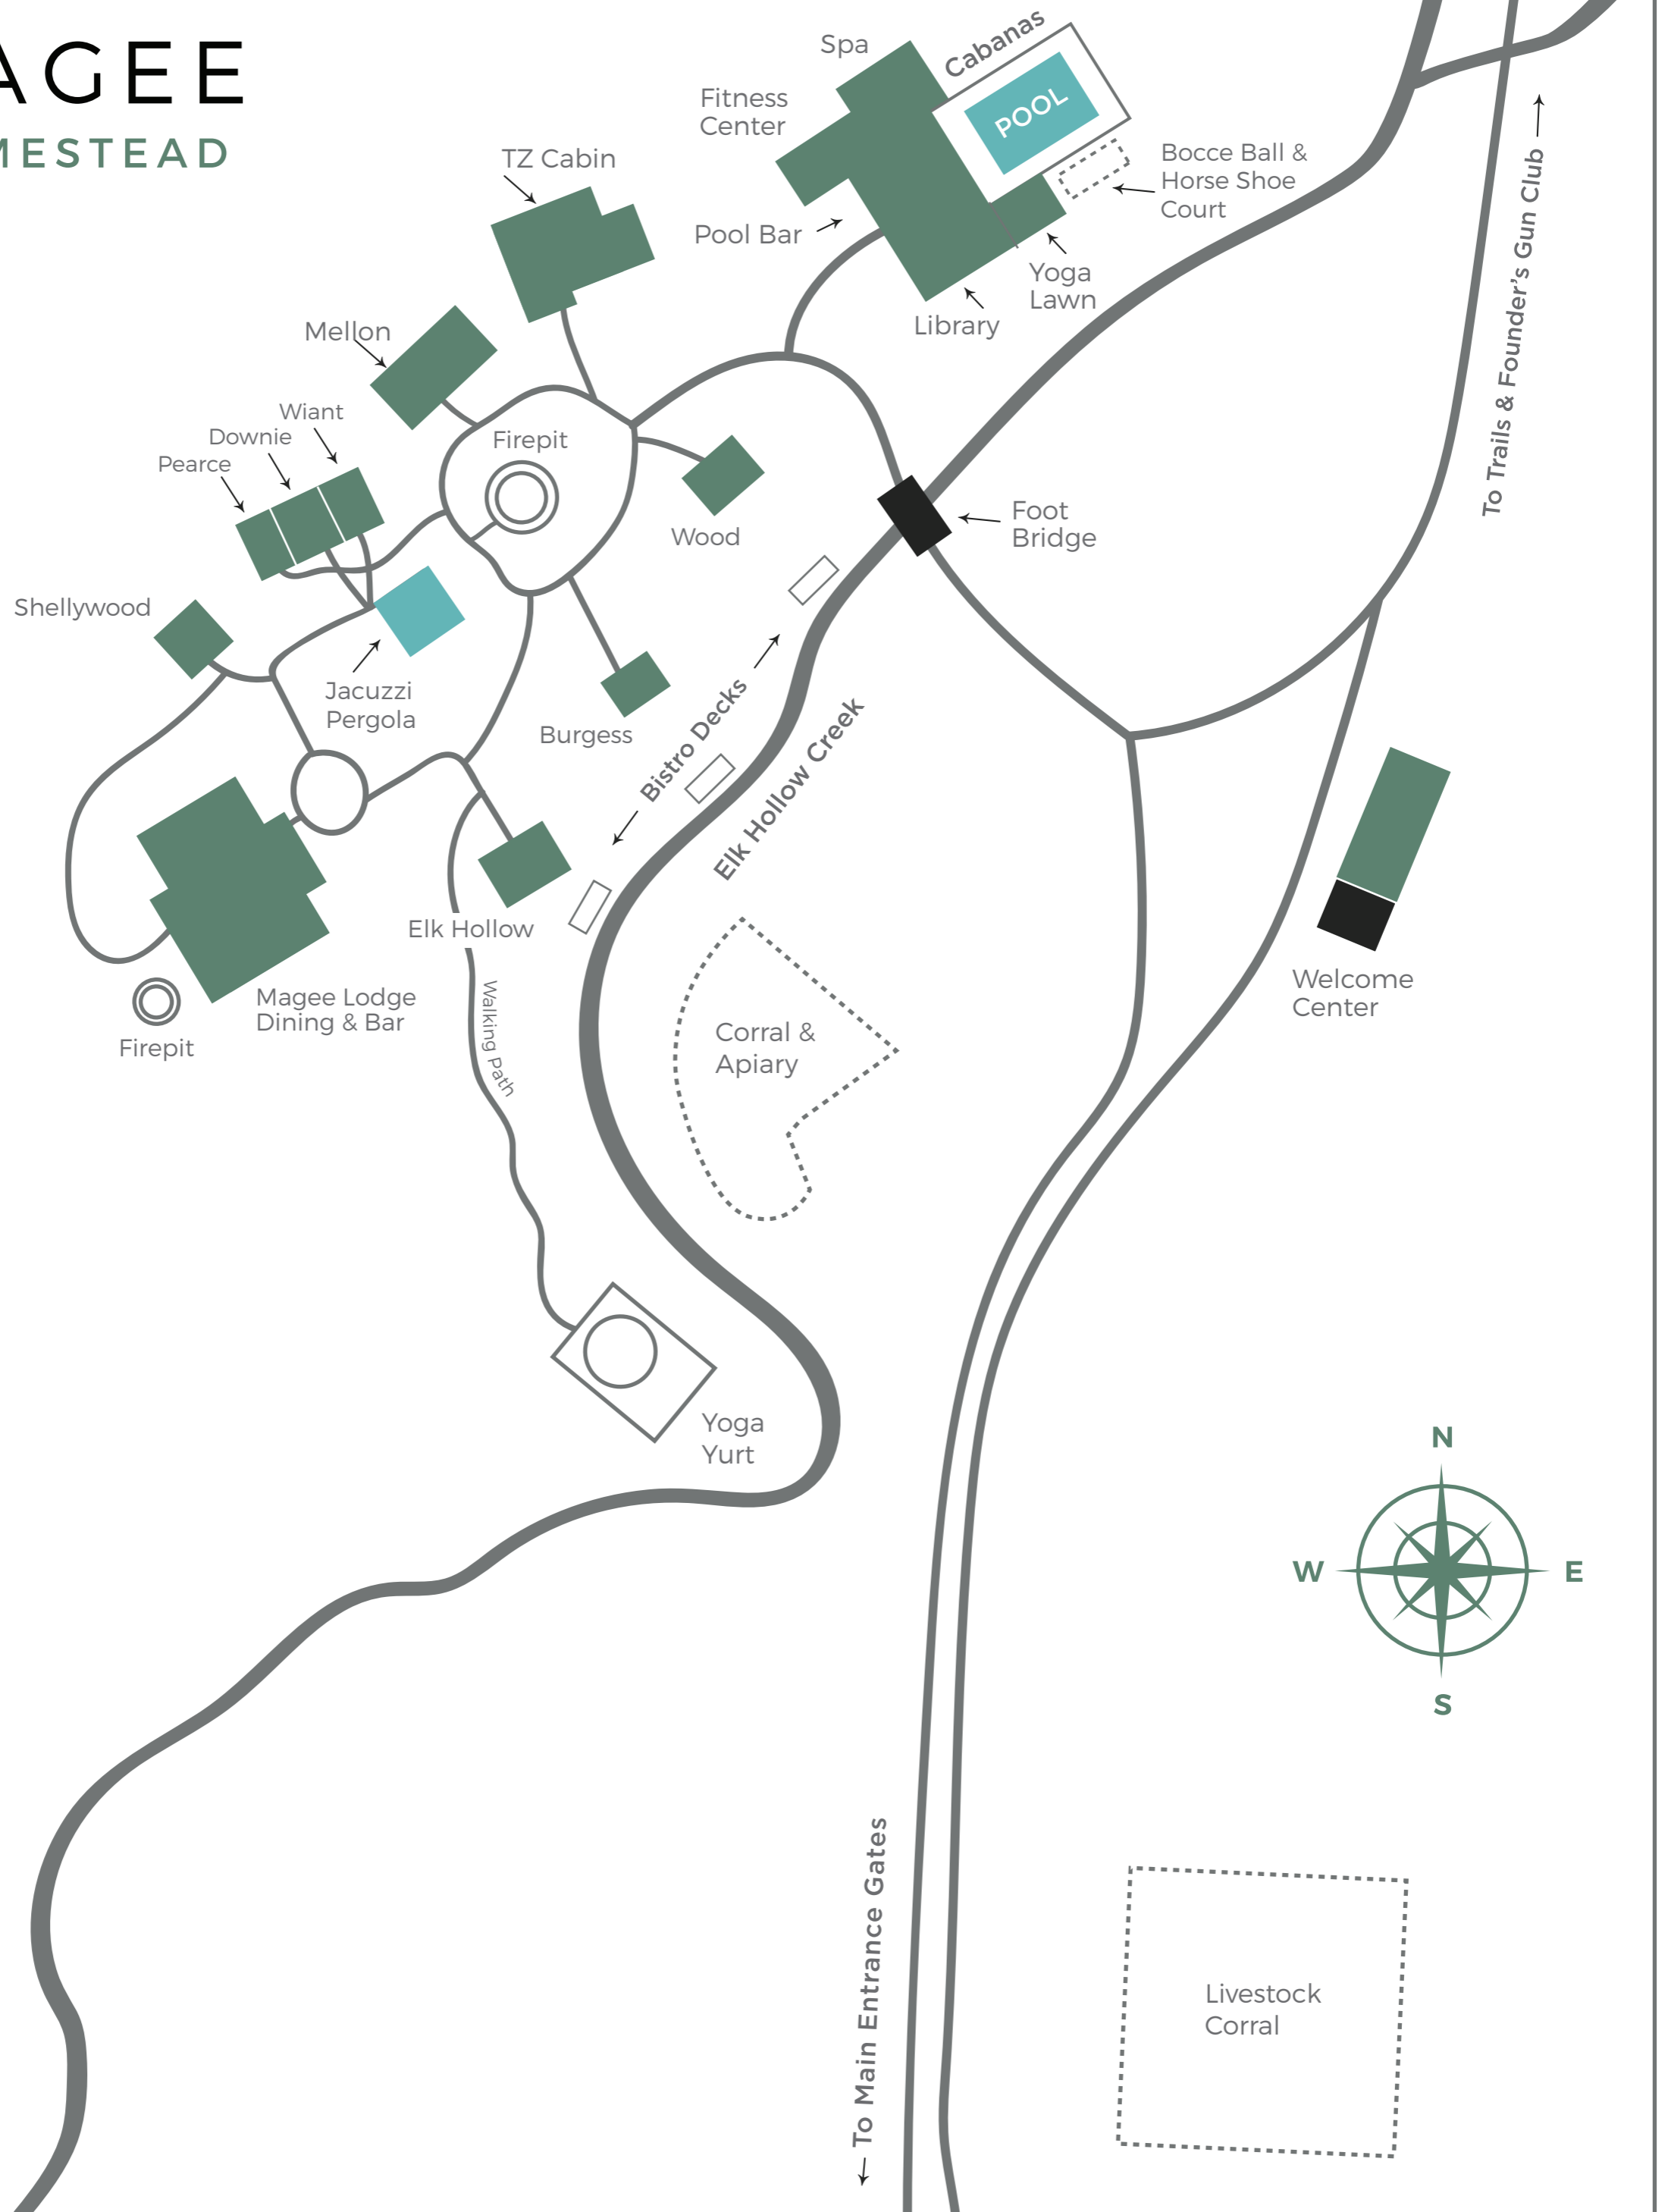 AGEE
MESTEAD
Spa
Cabanas
POOL
Fitness
Center
TZ Cabin
Bocce Ball &
Horse Shoe
Court
Pool Bar
Yoga
Lawn
Library
To Trails & Founder's Gun Club
Mellon
Wiant
Downie
Pearce
Firepit
Wood
Foot
Bridge
Shellywood
Jacuzzi
Pergola
Burgess
Bistro Decks
Elk Hollow Creek
Elk Hollow
Welcome
Center
Magee Lodge
Dining & Bar
Firepit
Walking Path
Corral &
Apiary
Yoga
Yurt
N
W
E
S
To Main Entrance Gates
Livestock
Corral